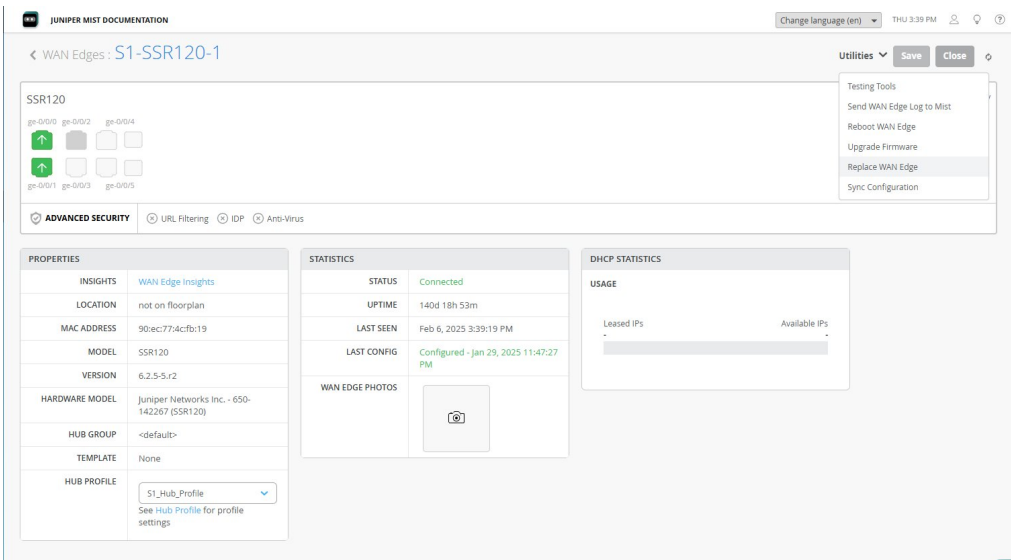 JUNIPER MIST DOCUMENTATION
Change language (en)
THU 3:39 PM
WAN Edges : S1-SSR120-1
Utilities
Save
Close
Testing Tools
Send WAN Edge Log to Mist
Reboot WAN Edge
Upgrade Firmware
Replace WAN Edge
Sync Configuration
SSR120
ge-0/0/0 ge-0/0/2 ge-0/0/4
ge-0/0/1 ge-0/0/3 ge-0/0/5
ADVANCED SECURITY URL Filtering IDP Anti-Virus
PROPERTIES
INSIGHTS WAN Edge Insights
LOCATION not on floorplan
MAC ADDRESS 90:ec:77:4c:fb:19
MODEL SSR120
VERSION 6.2.5-5.r2
HARDWARE MODEL Juniper Networks Inc. - 650-
142267 (SSR120)
HUB GROUP <default>
TEMPLATE None
HUB PROFILE S1_Hub_Profile
See Hub Profile for profile
settings
STATISTICS
STATUS Connected
UPTIME 140d 18h 53m
LAST SEEN Feb 6, 2025 3:39:19 PM
LAST CONFIG Configured - Jan 29, 2025 11:47:27
PM
WAN EDGE PHOTOS
DHCP STATISTICS
USAGE
Leased IPs Available IPs
- -